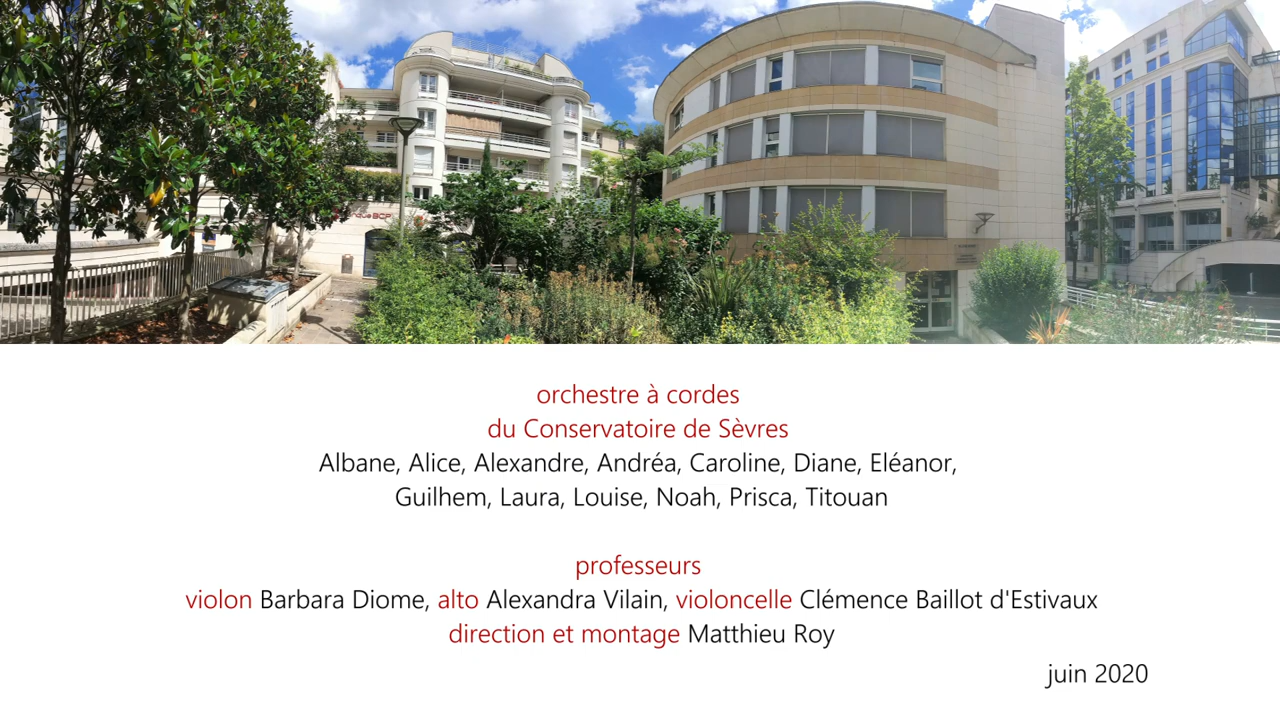 BCP
orchestre à cordes
du Conservatoire de Sèvres
Albane, Alice, Alexandre, Andréa, Caroline, Diane, Eléanor,
Guilhem, Laura, Louise, Noah, Prisca, Titouan
professeurs
violon Barbara Diome, alto Alexandra Vilain, violoncelle Clémence Baillot d'Estivaux
direction et montage Matthieu Roy
juin 2020